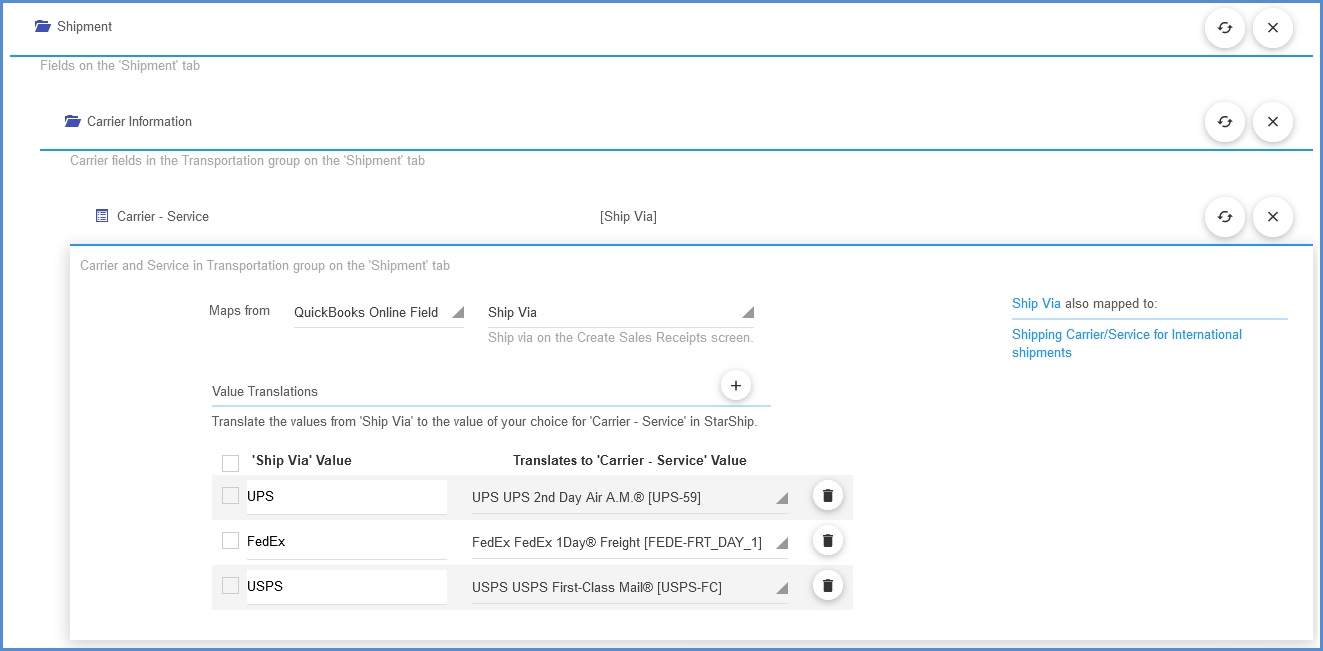 Shipment
Fields on the 'Shipment' tab
Carrier Information
Carrier fields in the Transportation group on the 'Shipment' tab
Carrier - Service [Ship Via]
Carrier and Service in Transportation group on the 'Shipment' tab
Maps from QuickBooks Online Field Ship Via
Ship via on the Create Sales Receipts screen.
Ship Via also mapped to:
Shipping Carrier/Service for International
shipments
Value Translations
Translate the values from 'Ship Via' to the value of your choice for 'Carrier - Service' in StarShip.
'Ship Via' Value Translates to 'Carrier - Service' Value
UPS UPS UPS 2nd Day Air A.M.® [UPS-59]
FedEx FedEx FedEx 1Day® Freight [FEDE-FRT_DAY_1]
USPS USPS USPS First-Class Mail® [USPS-FC]